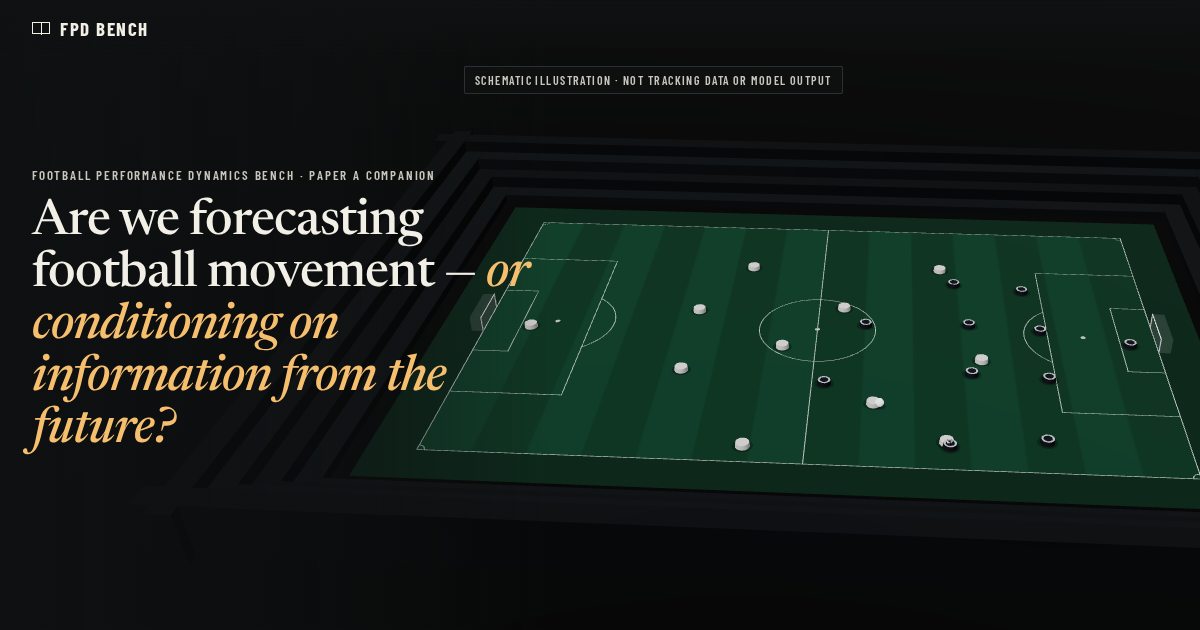 FPD BENCH
SCHEMATIC ILLUSTRATION · NOT TRACKING DATA OR MODEL OUTPUT
FOOTBALL PERFORMANCE DYNAMICS BENCH · PAPER A COMPANION
Are we forecasting
football movement — or
conditioning on
information from the
future?